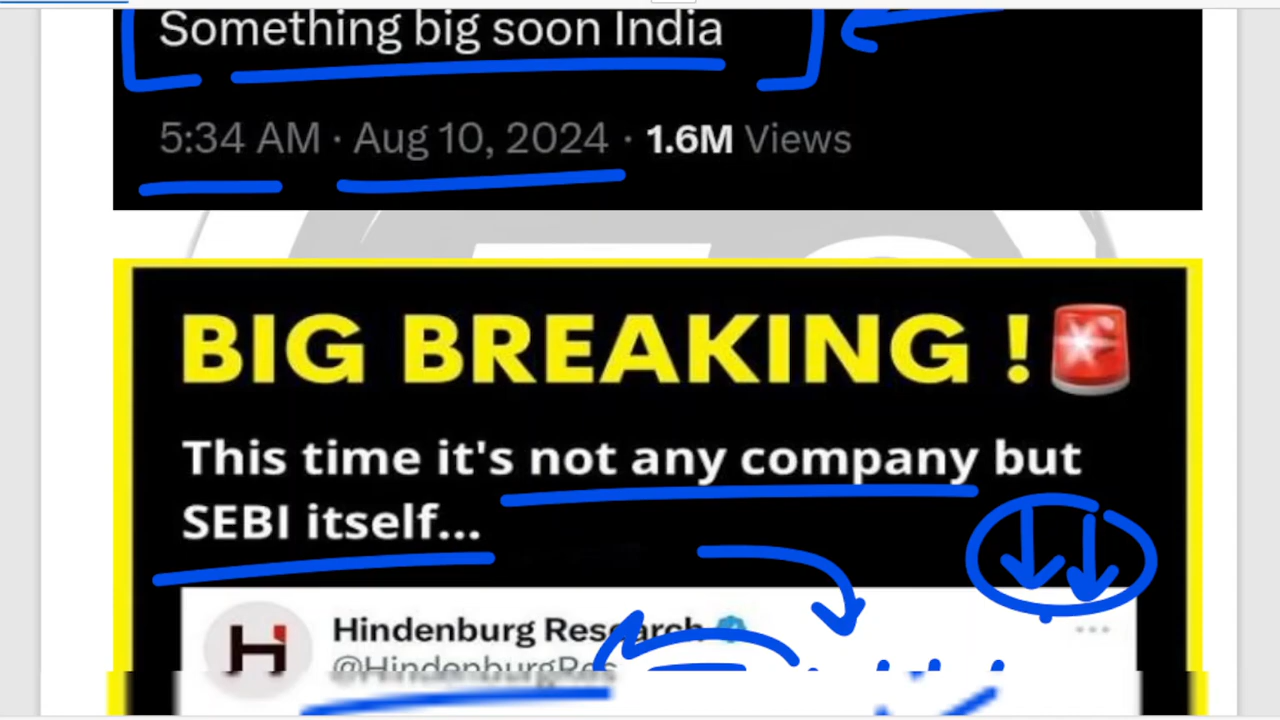 Something big soon India
5:34 AM · Aug 10, 2024 · 1.6M Views
BIG BREAKING !🚨
This time it's not any company but
SEBI itself...
Hindenburg Research
@HindenburgRes